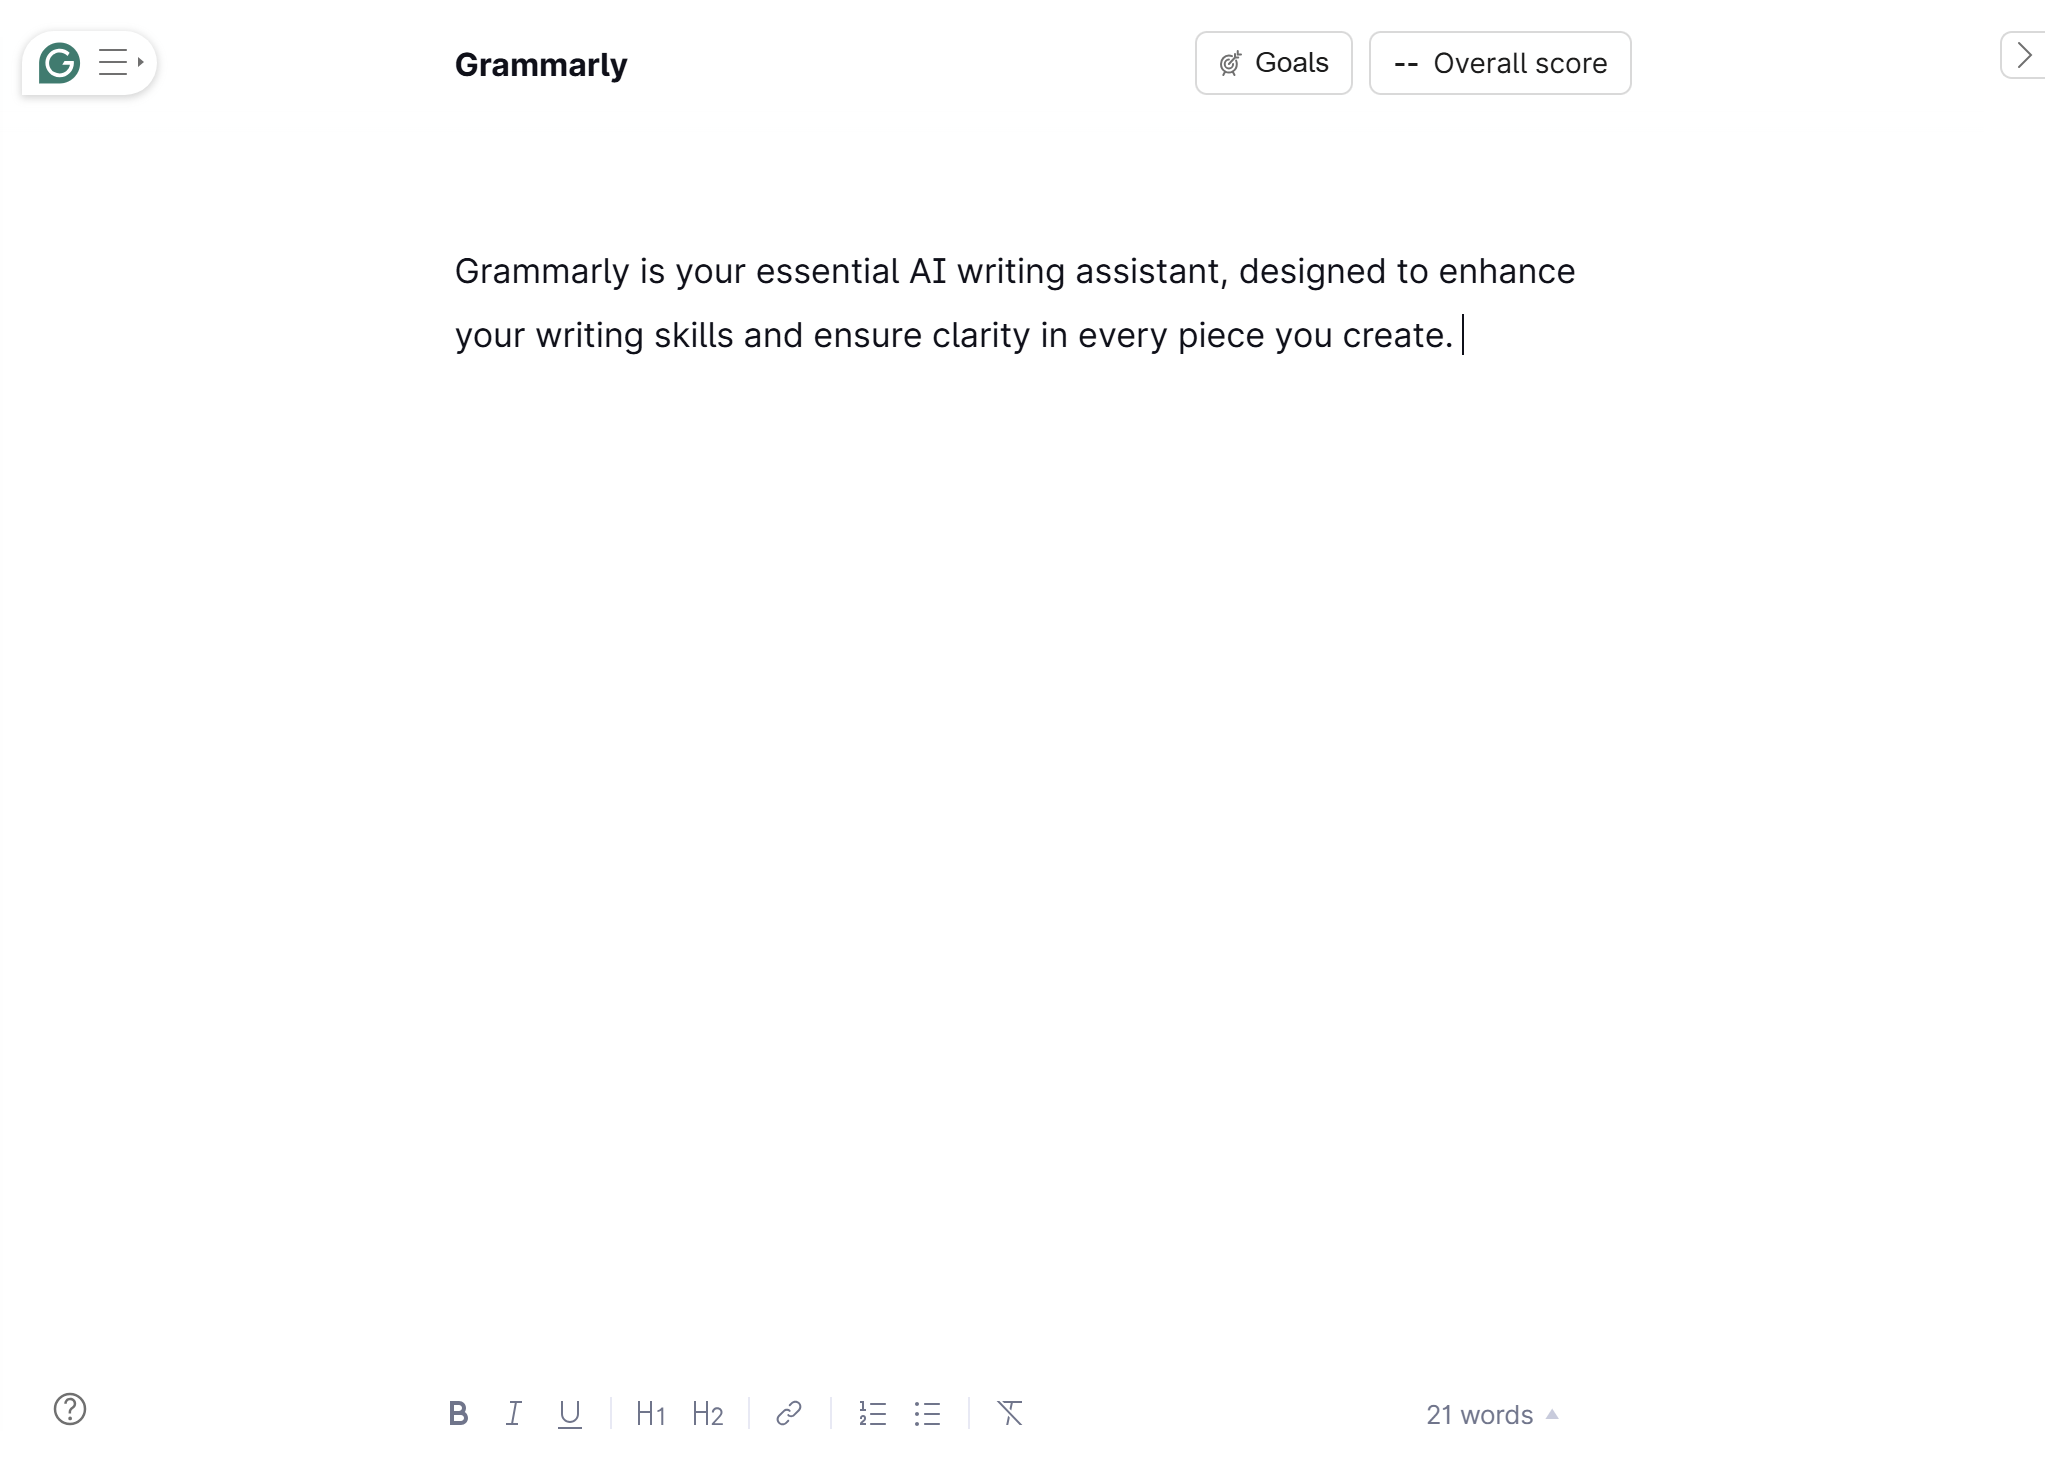 Grammarly
Goals
-- Overall score
Grammarly is your essential AI writing assistant, designed to enhance
your writing skills and ensure clarity in every piece you create.
B I U H1 H2
21 words